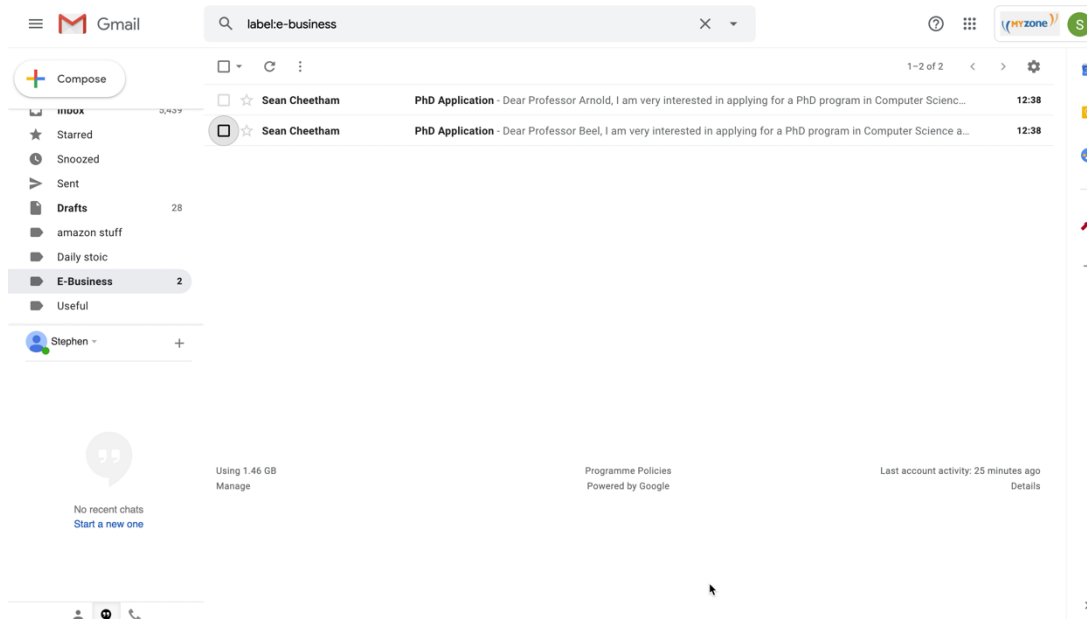 Gmail
label:e-business
MYZONE
S
Compose
1–2 of 2
Inbox 5,439
Starred
Snoozed
Sent
Drafts 28
amazon stuff
Daily stoic
E-Business 2
Useful
Stephen
Sean Cheetham PhD Application - Dear Professor Arnold, I am very interested in applying for a PhD program in Computer Scienc... 12:38
Sean Cheetham PhD Application - Dear Professor Beel, I am very interested in applying for a PhD program in Computer Science a... 12:38
No recent chats
Start a new one
Using 1.46 GB
Manage
Programme Policies
Powered by Google
Last account activity: 25 minutes ago
Details